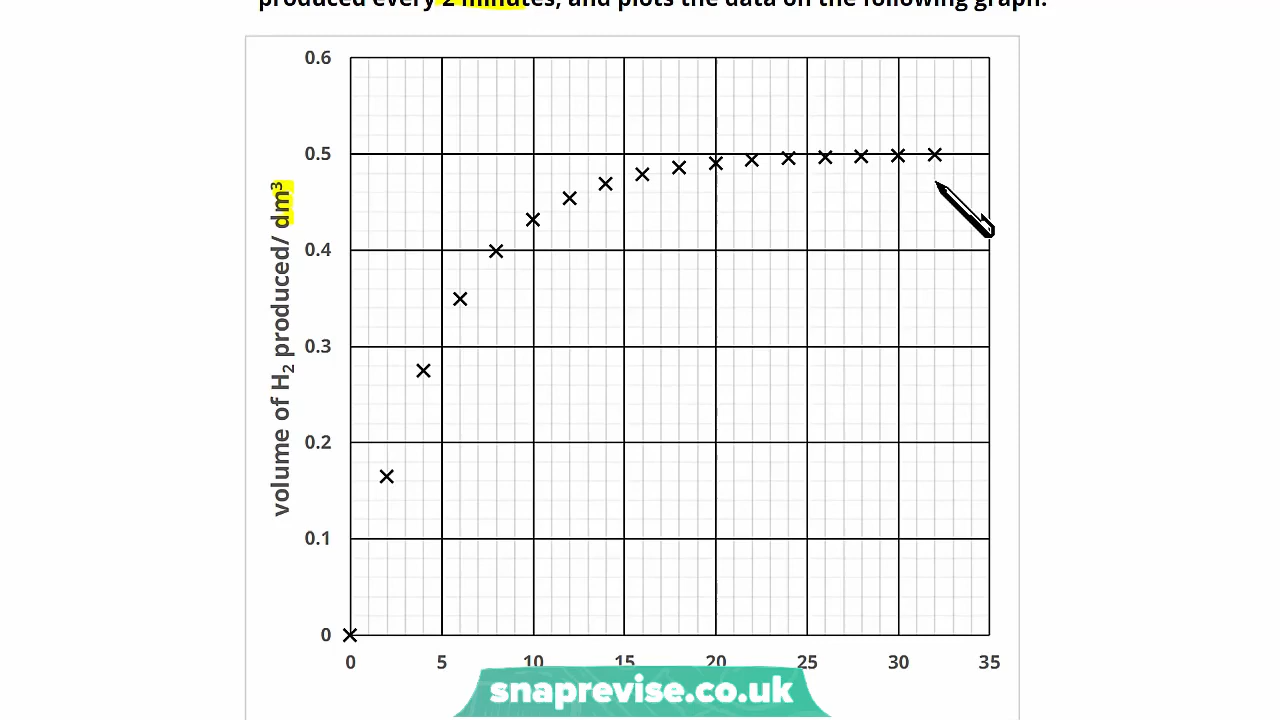 produced every 2 minutes, and plots the data on the following graph.
0.6
0.5
0.4
0.3
0.2
0.1
0
volume of H₂ produced/ dm³
0 5 10 15 20 25 30 35
snaprevise.co.uk